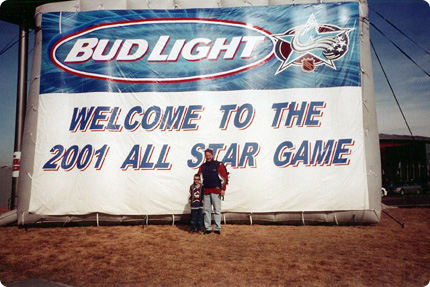 BUD LIGHT
WELCOME TO THE
2001 ALL STAR GAME